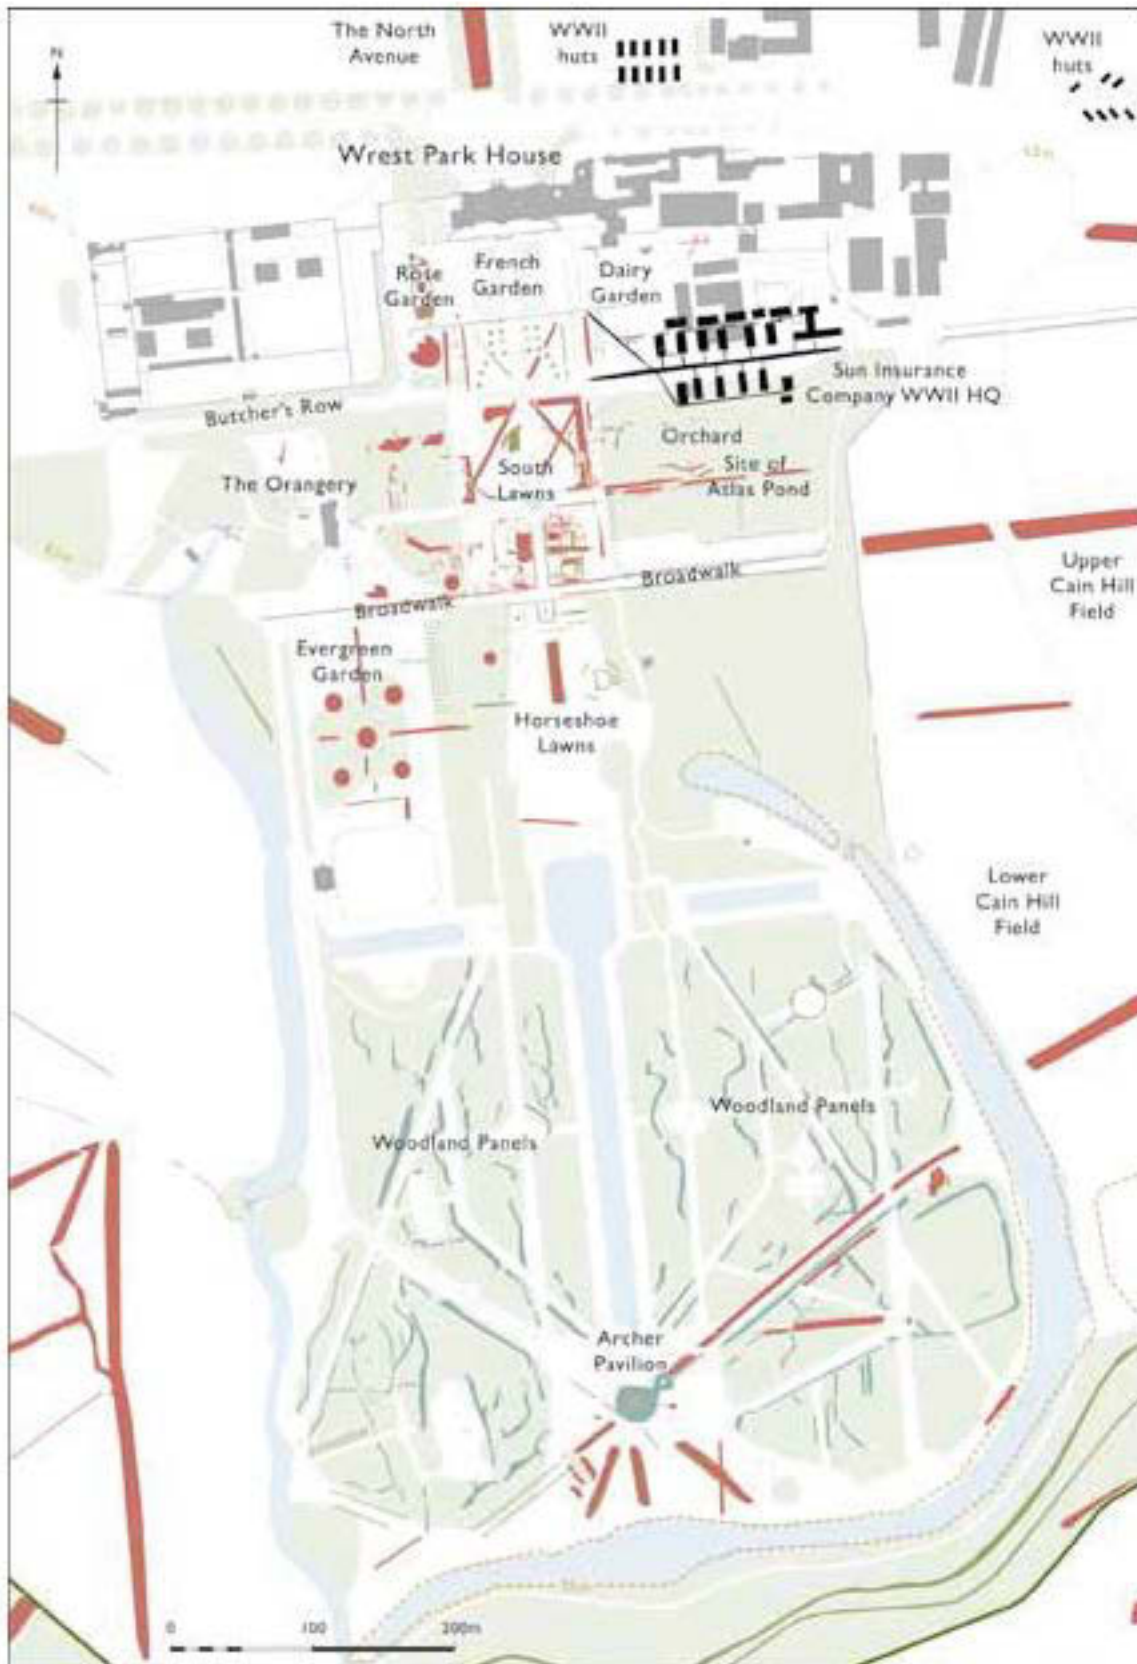 The North
Avenue
WWII
huts
WWII
huts
N
Wrest Park House
Rose
Garden
French
Garden
Dairy
Garden
Sun Insurance
Company WWII HQ
Butcher's Row
Orchard
The Orangery
South
Lawns
Site of
Atlas Pond
Broadwalk
Broadwalk
Upper
Cain Hill
Field
Evergreen
Garden
Horseshoe
Lawns
Lower
Cain Hill
Field
Woodland Panels
Woodland Panels
Archer
Pavilion
0 100 200m